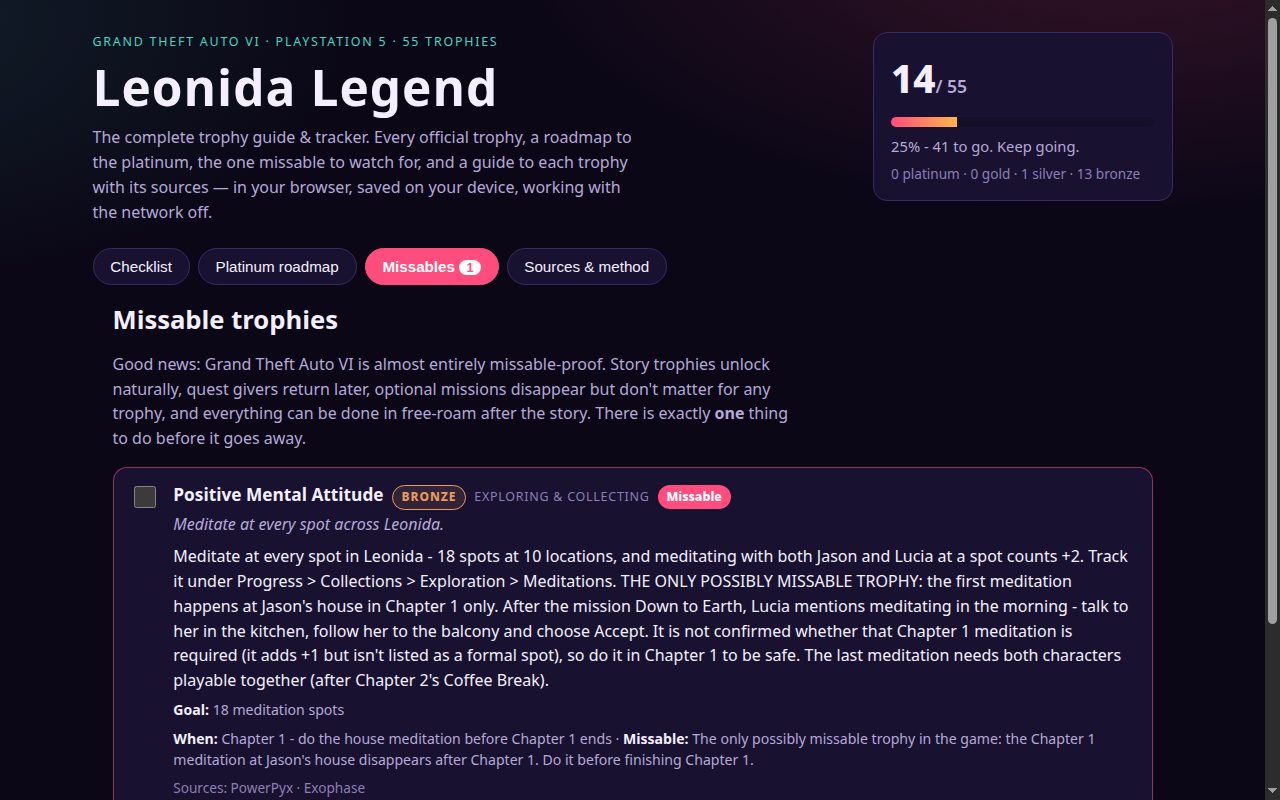 GRAND THEFT AUTO VI · PLAYSTATION 5 · 55 TROPHIES
Leonida Legend
The complete trophy guide & tracker. Every official trophy, a roadmap to
the platinum, the one missable to watch for, and a guide to each trophy
with its sources — in your browser, saved on your device, working with
the network off.
14/ 55
25% - 41 to go. Keep going.
0 platinum · 0 gold · 1 silver · 13 bronze
Checklist
Platinum roadmap
Missables 1
Sources & method
Missable trophies
Good news: Grand Theft Auto VI is almost entirely missable-proof. Story trophies unlock
naturally, quest givers return later, optional missions disappear but don't matter for any
trophy, and everything can be done in free-roam after the story. There is exactly one thing
to do before it goes away.
Positive Mental Attitude BRONZE EXPLORING & COLLECTING Missable
Meditate at every spot across Leonida.
Meditate at every spot in Leonida - 18 spots at 10 locations, and meditating with both Jason and Lucia at a spot counts +2. Track
it under Progress > Collections > Exploration > Meditations. THE ONLY POSSIBLY MISSABLE TROPHY: the first meditation
happens at Jason's house in Chapter 1 only. After the mission Down to Earth, Lucia mentions meditating in the morning - talk to
her in the kitchen, follow her to the balcony and choose Accept. It is not confirmed whether that Chapter 1 meditation is
required (it adds +1 but isn't listed as a formal spot), so do it in Chapter 1 to be safe. The last meditation needs both characters
playable together (after Chapter 2's Coffee Break).
Goal: 18 meditation spots
When: Chapter 1 - do the house meditation before Chapter 1 ends · Missable: The only possibly missable trophy in the game: the Chapter 1
meditation at Jason's house disappears after Chapter 1. Do it before finishing Chapter 1.
Sources: PowerPyx · Exophase